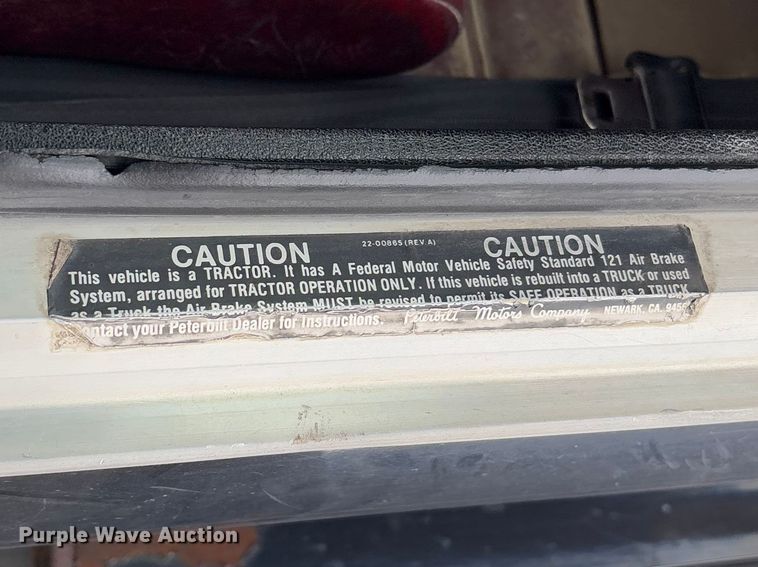 CAUTION 22-00865 (REV A) CAUTION
This vehicle is a TRACTOR. It has A Federal Motor Vehicle Safety Standard 121 Air Brake
System, arranged for TRACTOR OPERATION ONLY. If this vehicle is rebuilt into a TRUCK or used
as a Truck the Air Brake System MUST be revised to permit its SAFE OPERATION as a TRUCK
ontact your Peterbilt Dealer for Instructions. Peterbilt Motors Company NEWARK, CA. 9456
Purple Wave Auction